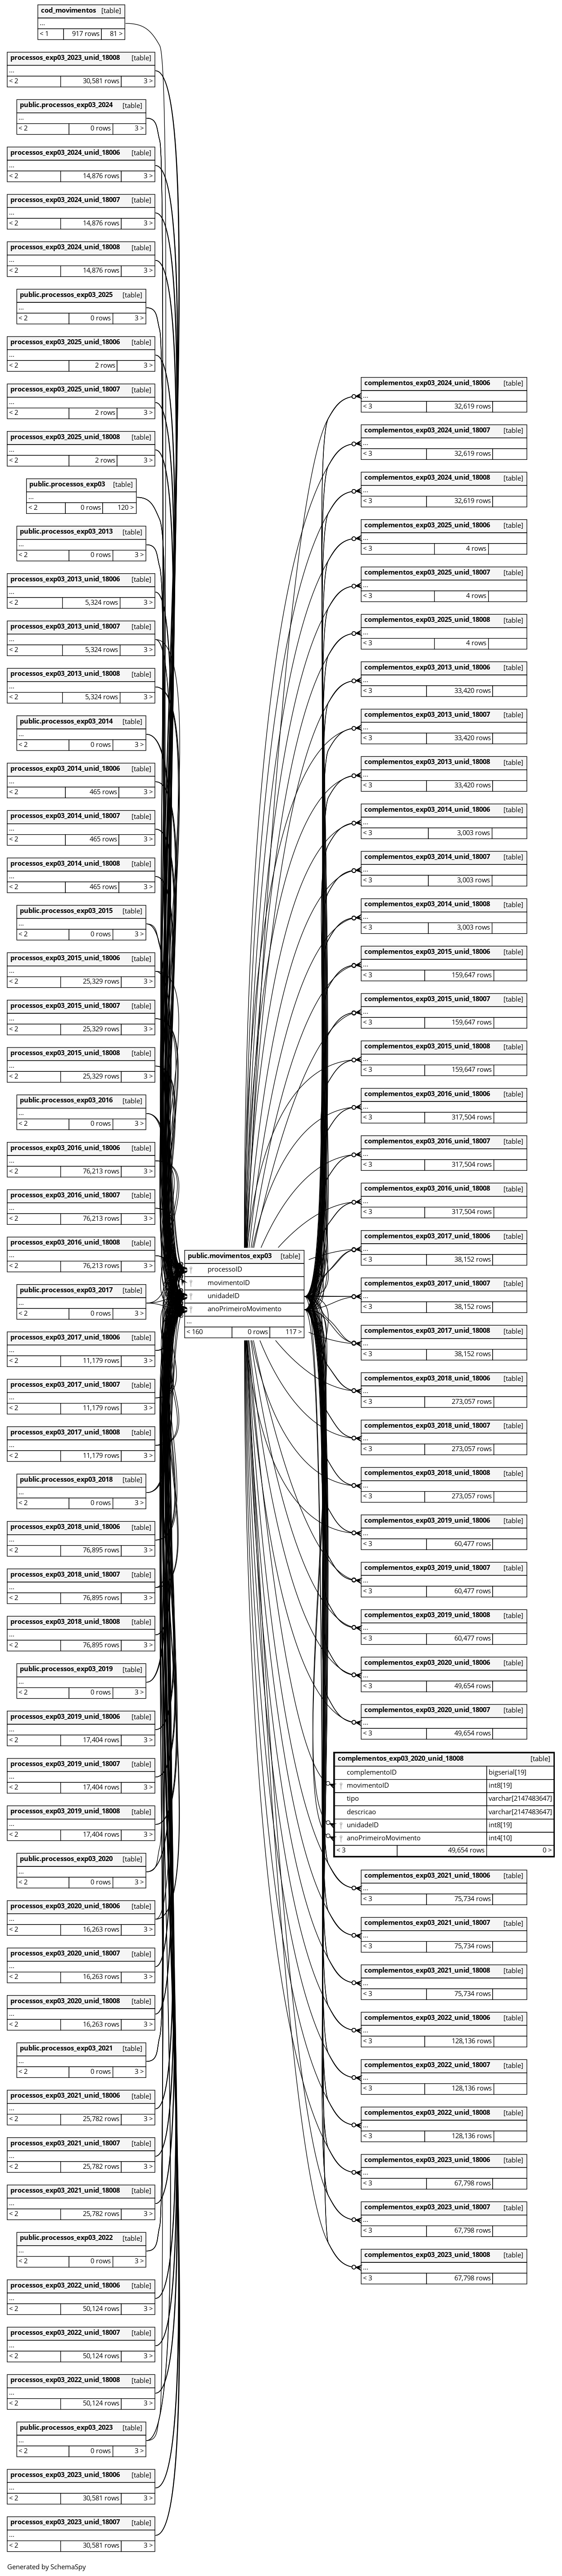 cod_movimentos [table]
...
< 1 917 rows 81 >
processos_exp03_2023_unid_18008 [table]
...
< 2 30,581 rows 3 >
public.processos_exp03_2024 [table]
...
< 2 0 rows 3 >
processos_exp03_2024_unid_18006 [table]
...
< 2 14,876 rows 3 >
processos_exp03_2024_unid_18007 [table]
...
< 2 14,876 rows 3 >
processos_exp03_2024_unid_18008 [table]
...
< 2 14,876 rows 3 >
public.processos_exp03_2025 [table]
...
< 2 0 rows 3 >
processos_exp03_2025_unid_18006 [table]
...
< 2 2 rows 3 >
processos_exp03_2025_unid_18007 [table]
...
< 2 2 rows 3 >
processos_exp03_2025_unid_18008 [table]
...
< 2 2 rows 3 >
public.processos_exp03 [table]
...
< 2 0 rows 120 >
public.processos_exp03_2013 [table]
...
< 2 0 rows 3 >
processos_exp03_2013_unid_18006 [table]
...
< 2 5,324 rows 3 >
processos_exp03_2013_unid_18007 [table]
...
< 2 5,324 rows 3 >
processos_exp03_2013_unid_18008 [table]
...
< 2 5,324 rows 3 >
public.processos_exp03_2014 [table]
...
< 2 0 rows 3 >
processos_exp03_2014_unid_18006 [table]
...
< 2 465 rows 3 >
processos_exp03_2014_unid_18007 [table]
...
< 2 465 rows 3 >
processos_exp03_2014_unid_18008 [table]
...
< 2 465 rows 3 >
public.processos_exp03_2015 [table]
...
< 2 0 rows 3 >
processos_exp03_2015_unid_18006 [table]
...
< 2 25,329 rows 3 >
processos_exp03_2015_unid_18007 [table]
...
< 2 25,329 rows 3 >
processos_exp03_2015_unid_18008 [table]
...
< 2 25,329 rows 3 >
public.processos_exp03_2016 [table]
...
< 2 0 rows 3 >
processos_exp03_2016_unid_18006 [table]
...
< 2 76,213 rows 3 >
processos_exp03_2016_unid_18007 [table]
...
< 2 76,213 rows 3 >
processos_exp03_2016_unid_18008 [table]
...
< 2 76,213 rows 3 >
public.processos_exp03_2017 [table]
...
< 2 0 rows 3 >
processos_exp03_2017_unid_18006 [table]
...
< 2 11,179 rows 3 >
processos_exp03_2017_unid_18007 [table]
...
< 2 11,179 rows 3 >
processos_exp03_2017_unid_18008 [table]
...
< 2 11,179 rows 3 >
public.processos_exp03_2018 [table]
...
< 2 0 rows 3 >
processos_exp03_2018_unid_18006 [table]
...
< 2 76,895 rows 3 >
processos_exp03_2018_unid_18007 [table]
...
< 2 76,895 rows 3 >
processos_exp03_2018_unid_18008 [table]
...
< 2 76,895 rows 3 >
public.processos_exp03_2019 [table]
...
< 2 0 rows 3 >
processos_exp03_2019_unid_18006 [table]
...
< 2 17,404 rows 3 >
processos_exp03_2019_unid_18007 [table]
...
< 2 17,404 rows 3 >
processos_exp03_2019_unid_18008 [table]
...
< 2 17,404 rows 3 >
public.processos_exp03_2020 [table]
...
< 2 0 rows 3 >
processos_exp03_2020_unid_18006 [table]
...
< 2 16,263 rows 3 >
processos_exp03_2020_unid_18007 [table]
...
< 2 16,263 rows 3 >
processos_exp03_2020_unid_18008 [table]
...
< 2 16,263 rows 3 >
public.processos_exp03_2021 [table]
...
< 2 0 rows 3 >
processos_exp03_2021_unid_18006 [table]
...
< 2 25,782 rows 3 >
processos_exp03_2021_unid_18007 [table]
...
< 2 25,782 rows 3 >
processos_exp03_2021_unid_18008 [table]
...
< 2 25,782 rows 3 >
public.processos_exp03_2022 [table]
...
< 2 0 rows 3 >
processos_exp03_2022_unid_18006 [table]
...
< 2 50,124 rows 3 >
processos_exp03_2022_unid_18007 [table]
...
< 2 50,124 rows 3 >
processos_exp03_2022_unid_18008 [table]
...
< 2 50,124 rows 3 >
public.processos_exp03_2023 [table]
...
< 2 0 rows 3 >
processos_exp03_2023_unid_18006 [table]
...
< 2 30,581 rows 3 >
processos_exp03_2023_unid_18007 [table]
...
< 2 30,581 rows 3 >
public.movimentos_exp03 [table]
processoID
movimentoID
unidadeID
anoPrimeiroMovimento
...
< 160 0 rows 117 >
complementos_exp03_2024_unid_18006 [table]
...
< 3 32,619 rows
complementos_exp03_2024_unid_18007 [table]
...
< 3 32,619 rows
complementos_exp03_2024_unid_18008 [table]
...
< 3 32,619 rows
complementos_exp03_2025_unid_18006 [table]
...
< 3 4 rows
complementos_exp03_2025_unid_18007 [table]
...
< 3 4 rows
complementos_exp03_2025_unid_18008 [table]
...
< 3 4 rows
complementos_exp03_2013_unid_18006 [table]
...
< 3 33,420 rows
complementos_exp03_2013_unid_18007 [table]
...
< 3 33,420 rows
complementos_exp03_2013_unid_18008 [table]
...
< 3 33,420 rows
complementos_exp03_2014_unid_18006 [table]
...
< 3 3,003 rows
complementos_exp03_2014_unid_18007 [table]
...
< 3 3,003 rows
complementos_exp03_2014_unid_18008 [table]
...
< 3 3,003 rows
complementos_exp03_2015_unid_18006 [table]
...
< 3 159,647 rows
complementos_exp03_2015_unid_18007 [table]
...
< 3 159,647 rows
complementos_exp03_2015_unid_18008 [table]
...
< 3 159,647 rows
complementos_exp03_2016_unid_18006 [table]
...
< 3 317,504 rows
complementos_exp03_2016_unid_18007 [table]
...
< 3 317,504 rows
complementos_exp03_2016_unid_18008 [table]
...
< 3 317,504 rows
complementos_exp03_2017_unid_18006 [table]
...
< 3 38,152 rows
complementos_exp03_2017_unid_18007 [table]
...
< 3 38,152 rows
complementos_exp03_2017_unid_18008 [table]
...
< 3 38,152 rows
complementos_exp03_2018_unid_18006 [table]
...
< 3 273,057 rows
complementos_exp03_2018_unid_18007 [table]
...
< 3 273,057 rows
complementos_exp03_2018_unid_18008 [table]
...
< 3 273,057 rows
complementos_exp03_2019_unid_18006 [table]
...
< 3 60,477 rows
complementos_exp03_2019_unid_18007 [table]
...
< 3 60,477 rows
complementos_exp03_2019_unid_18008 [table]
...
< 3 60,477 rows
complementos_exp03_2020_unid_18006 [table]
...
< 3 49,654 rows
complementos_exp03_2020_unid_18007 [table]
...
< 3 49,654 rows
complementos_exp03_2020_unid_18008 [table]
complementoID bigserial[19]
movimentoID int8[19]
tipo varchar[2147483647]
descricao varchar[2147483647]
unidadeID int8[19]
anoPrimeiroMovimento int4[10]
< 3 49,654 rows 0 >
complementos_exp03_2021_unid_18006 [table]
...
< 3 75,734 rows
complementos_exp03_2021_unid_18007 [table]
...
< 3 75,734 rows
complementos_exp03_2021_unid_18008 [table]
...
< 3 75,734 rows
complementos_exp03_2022_unid_18006 [table]
...
< 3 128,136 rows
complementos_exp03_2022_unid_18007 [table]
...
< 3 128,136 rows
complementos_exp03_2022_unid_18008 [table]
...
< 3 128,136 rows
complementos_exp03_2023_unid_18006 [table]
...
< 3 67,798 rows
complementos_exp03_2023_unid_18007 [table]
...
< 3 67,798 rows
complementos_exp03_2023_unid_18008 [table]
...
< 3 67,798 rows
Generated by SchemaSpy